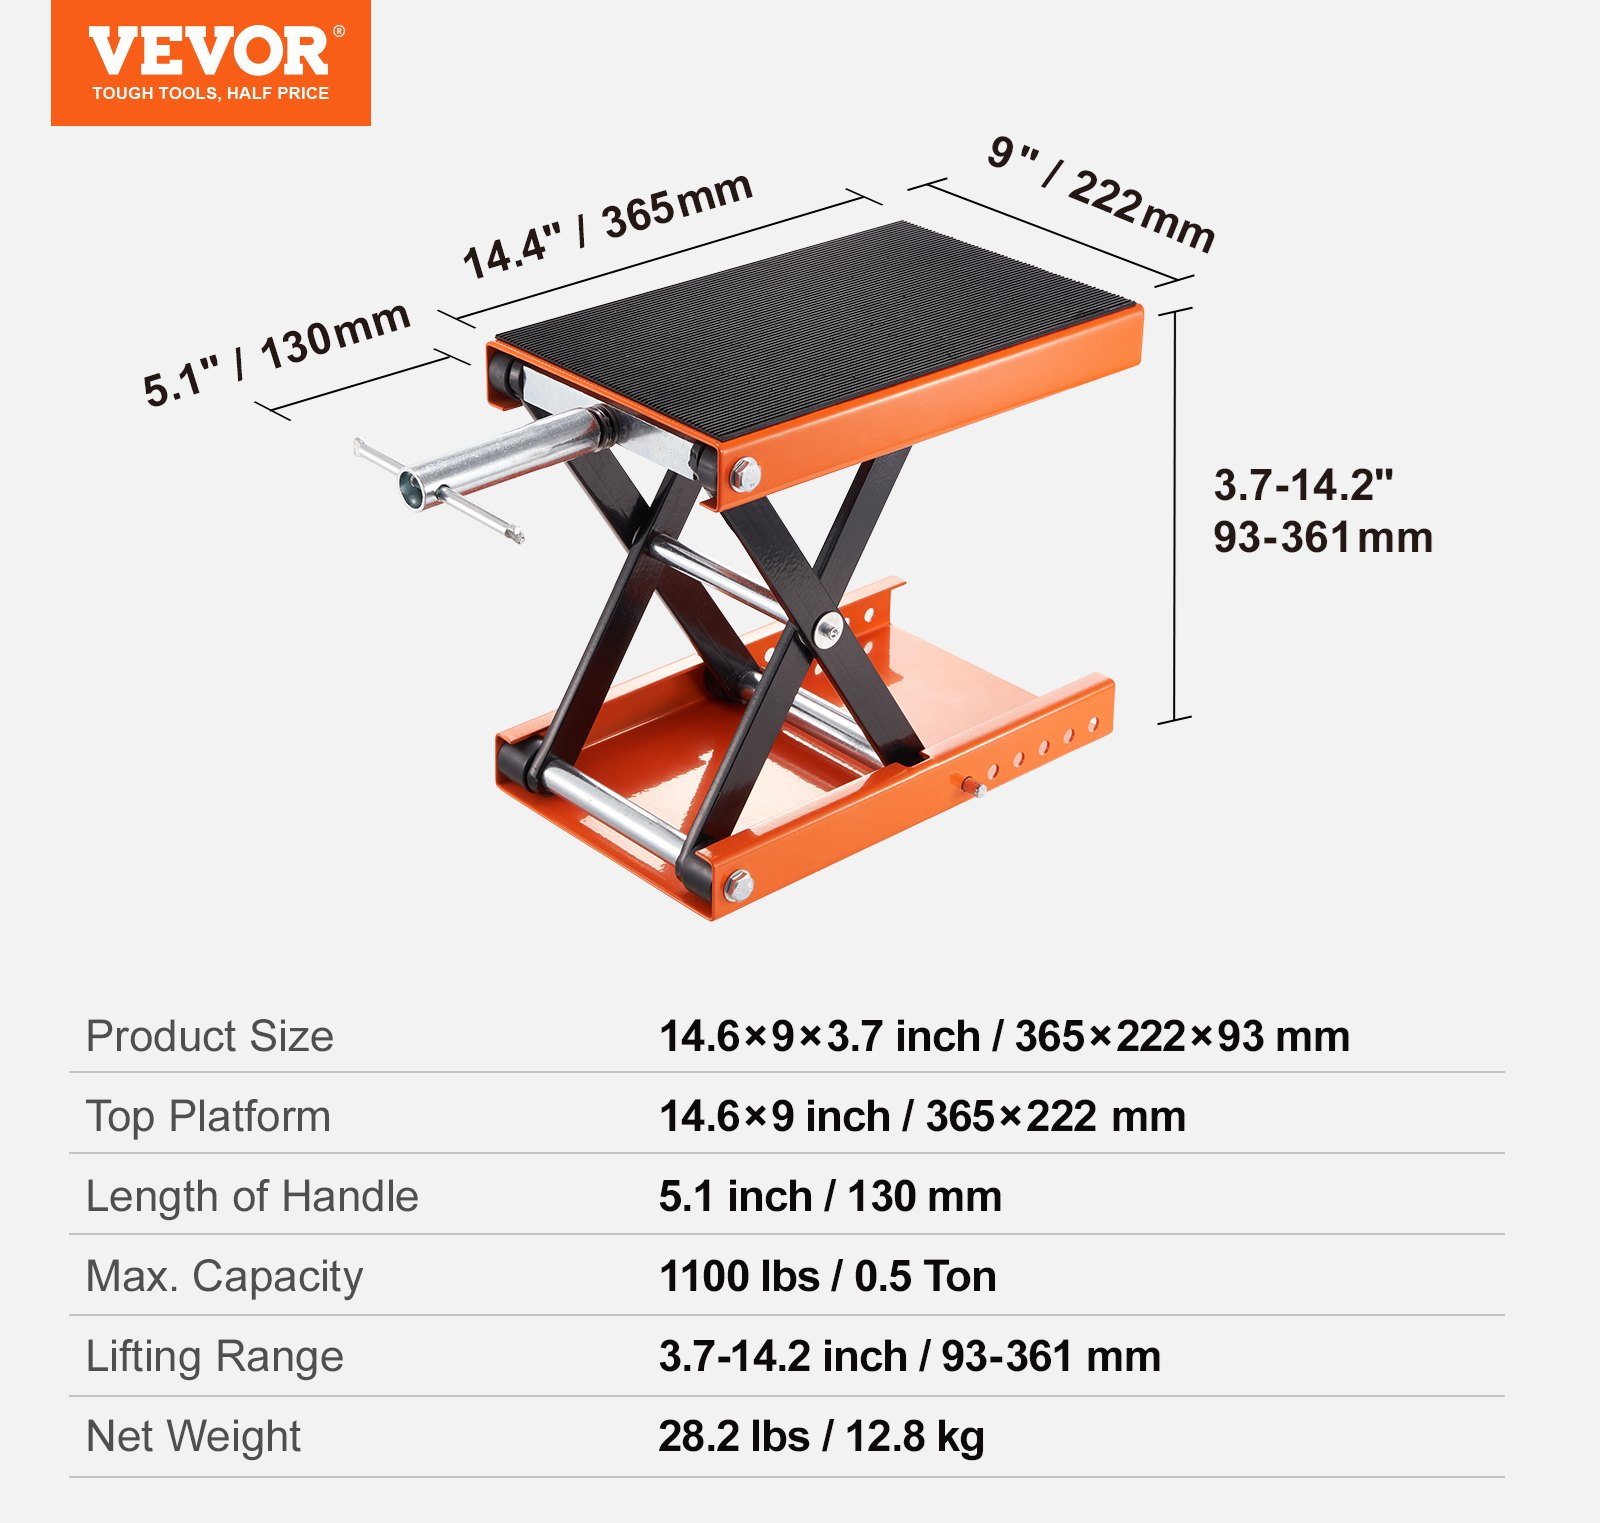 VEVOR®
TOUGH TOOLS, HALF PRICE
9" / 222mm
14.4" / 365mm
5.1" / 130mm
3.7-14.2"
93-361mm
Product Size 14.6×9×3.7 inch / 365×222×93 mm
Top Platform 14.6×9 inch / 365×222 mm
Length of Handle 5.1 inch / 130 mm
Max. Capacity 1100 lbs / 0.5 Ton
Lifting Range 3.7-14.2 inch / 93-361 mm
Net Weight 28.2 lbs / 12.8 kg